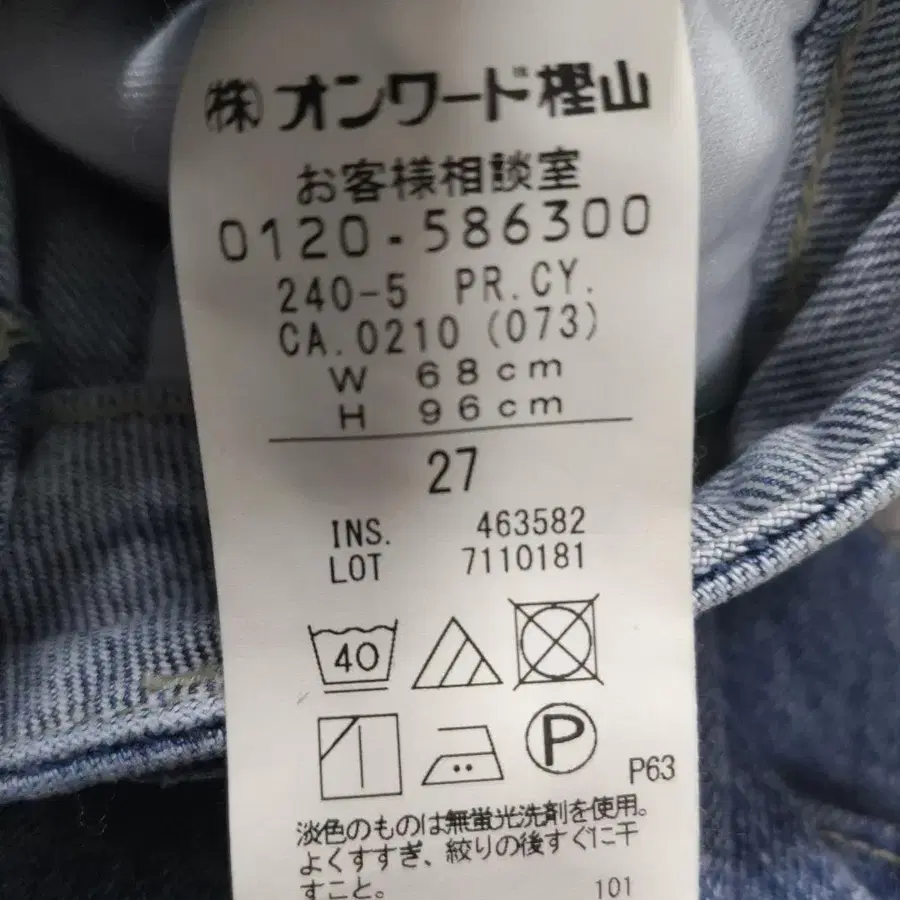 ㈱オンワード樫山
お客様相談室
0120-586300
240-5 PR.CY.
CA.0210 (073)
W 68cm
H 96cm
27
INS. 463582
LOT 7110181
40
P
P63
淡色のものは無蛍光洗剤を使用。
よくすすぎ、絞りの後すぐに干
すこと。
101